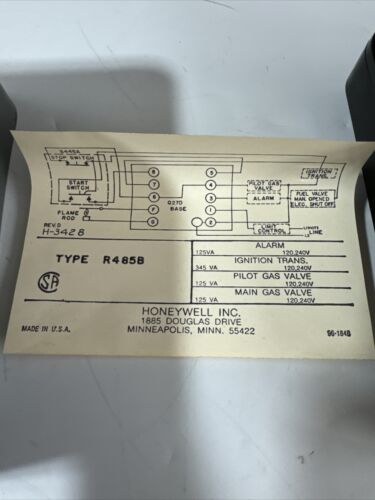 S445A
STOP SWITCH
START
SWITCH
FLAME
ROD
REV.D
H-3428
8
7
6
F
G
5
4
3
1
2
Q270
BASE
PILOT GAS
VALVE
ALARM
LIMIT
CONTROL
IGNITION
TRANS.
FUEL VALVE
MAN. OPENED
ELEC. SHUT OFF
LINE
TYPE R485B
ALARM
125VA 120,240V
IGNITION TRANS.
345 VA 120,240V
PILOT GAS VALVE
125 VA 120,240V
MAIN GAS VALVE
125 VA 120,240V
HONEYWELL INC.
1885 DOUGLAS DRIVE
MINNEAPOLIS, MINN. 55422
MADE IN U.S.A.
96-164B